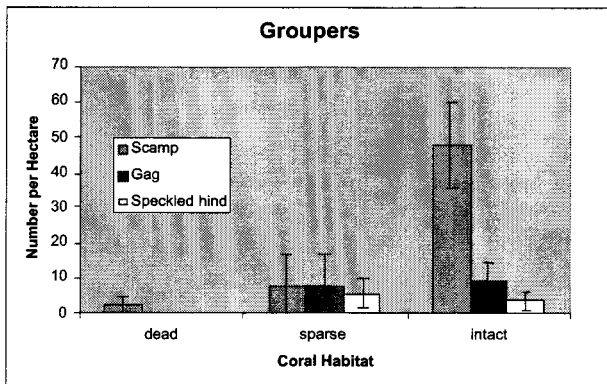 Groupers
Number per Hectare
70
60
50
40
30
20
10
0
Scamp
Gag
Speckled hind
dead sparse intact
Coral Habitat